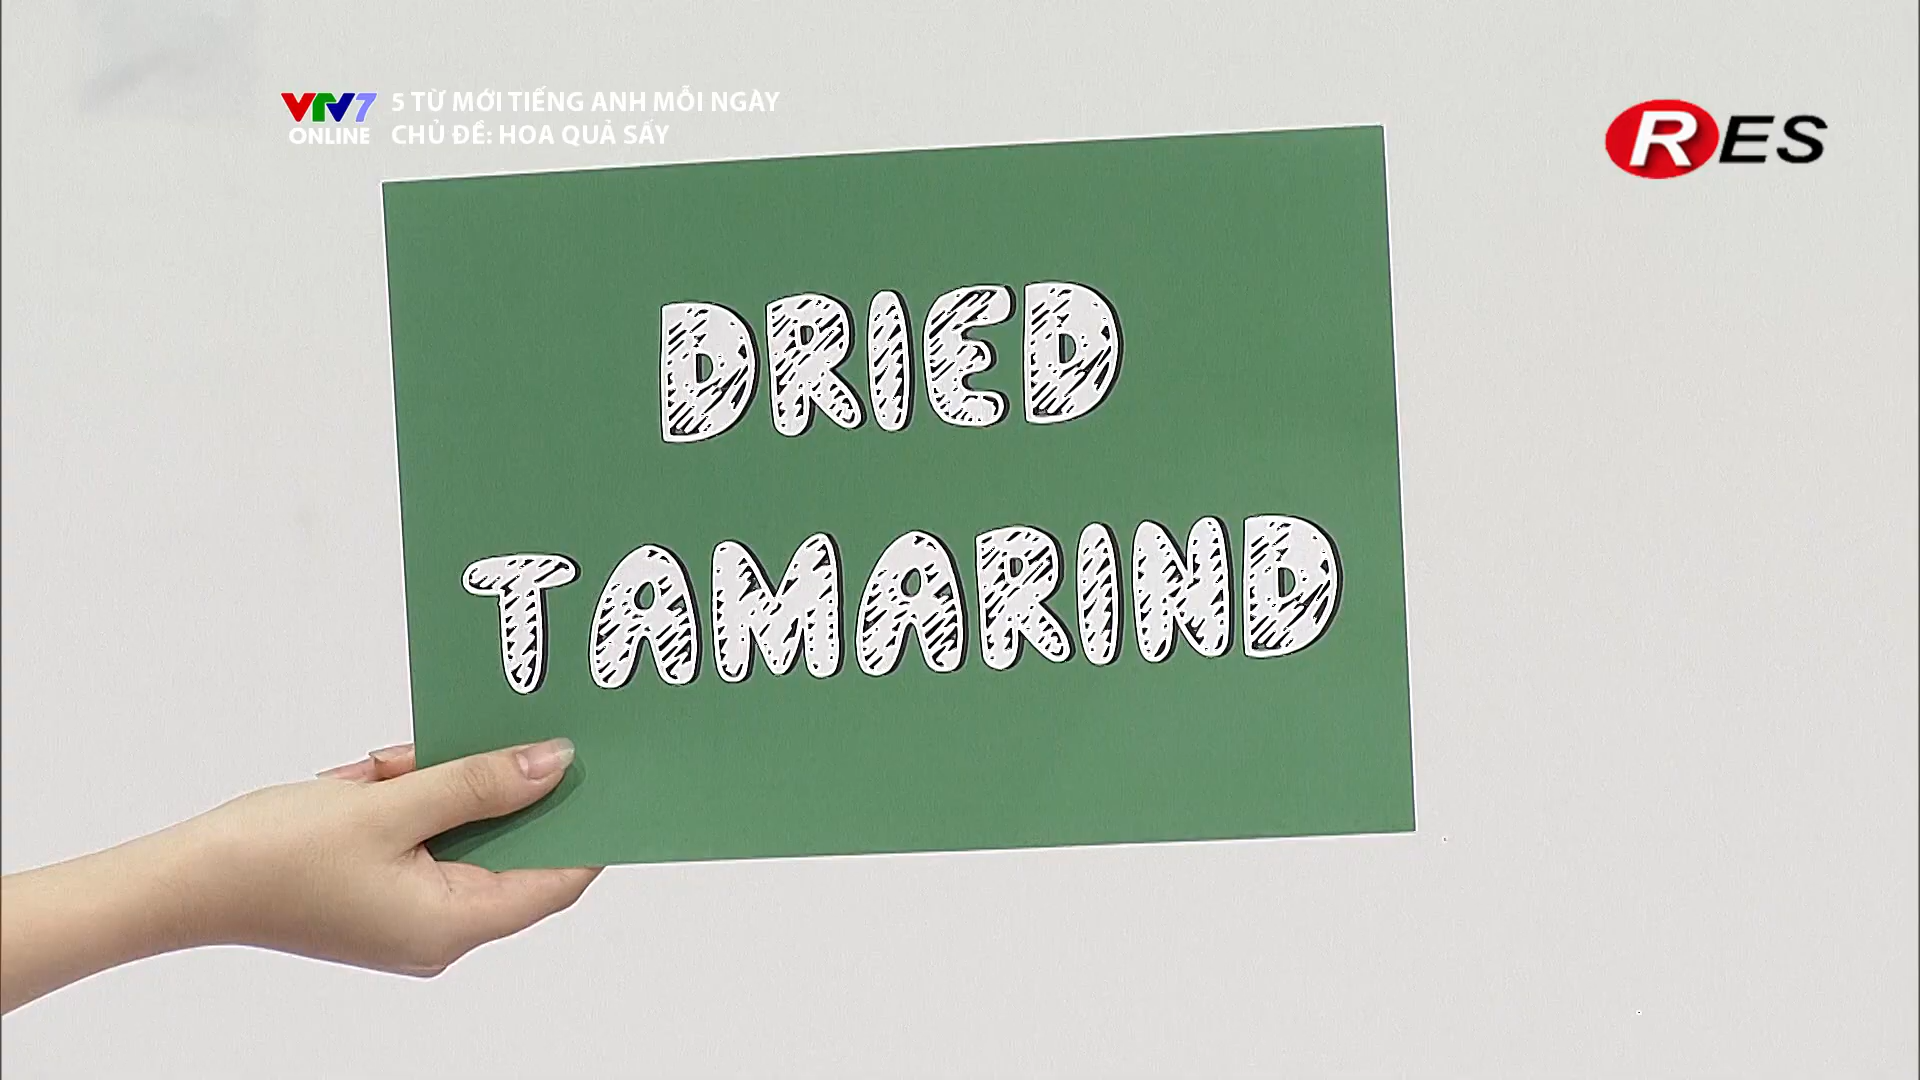 VTV7 5 TỪ MỚI TIẾNG ANH MỖI NGÀY
ONLINE CHỦ ĐỀ: HOA QUẢ SẤY
RES
DRIED
TAMARIND